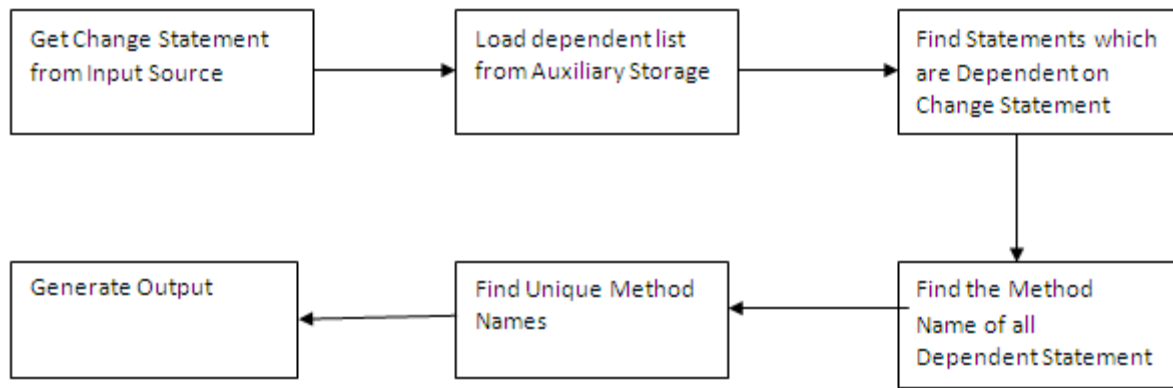 Get Change Statement
from Input Source
Load dependent list
from Auxiliary Storage
Find Statements which
are Dependent on
Change Statement
Find the Method
Name of all
Dependent Statement
Find Unique Method
Names
Generate Output